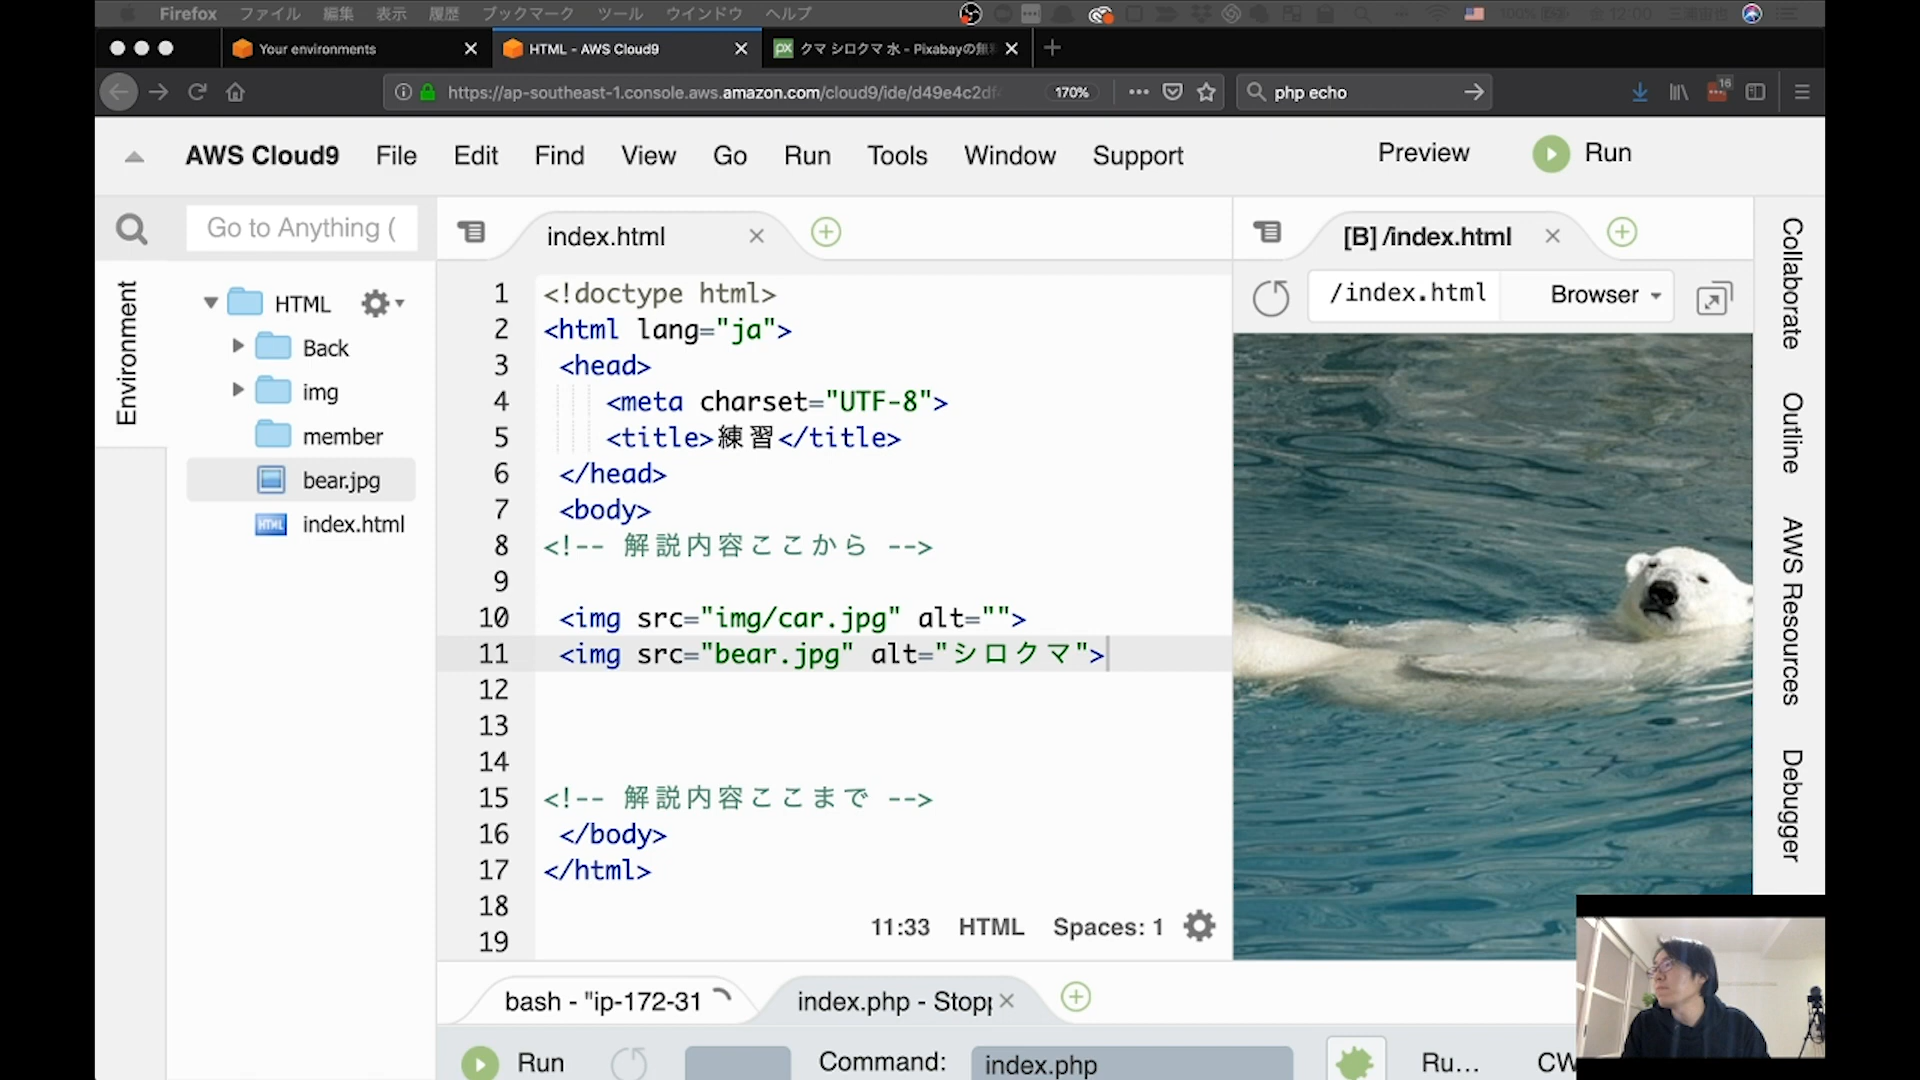 Firefox ファイル 編集 表示 履歴 ブックマーク ツール ウインドウ ヘルプ
Your environments
HTML - AWS Cloud9
クマ シロクマ 水 - Pixabayの無
https://ap-southeast-1.console.aws.amazon.com/cloud9/ide/d49e4c2df
170%
php echo
16
AWS Cloud9 File Edit Find View Go Run Tools Window Support Preview Run
Go to Anything (
Environment
HTML
Back
img
member
bear.jpg
index.html
index.html
1 <!doctype html>
2 <html lang="ja">
3 <head>
4 <meta charset="UTF-8">
5 <title>練習</title>
6 </head>
7 <body>
8 <!-- 解説内容ここから -->
9
10 <img src="img/car.jpg" alt="">
11 <img src="bear.jpg" alt="シロクマ">
12
13
14
15 <!-- 解説内容ここまで -->
16 </body>
17 </html>
18
19
11:33 HTML Spaces: 1
[B] /index.html
/index.html Browser
Collaborate
Outline
AWS Resources
Debugger
bash - "ip-172-31
index.php - Stopp
Run
Command: index.php
Ru... CW